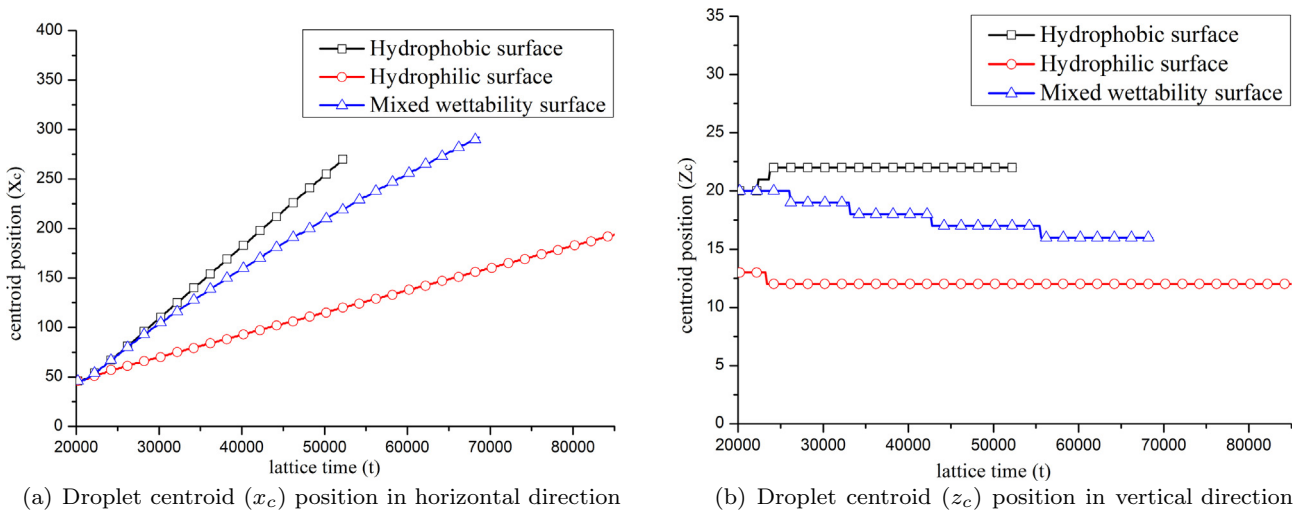 400
350
300
250
200
150
100
50
0
centroid position (Xc)
Hydrophobic surface
Hydrophilic surface
Mixed wettability surface
20000 30000 40000 50000 60000 70000 80000
lattice time (t)
(a) Droplet centroid (xc) position in horizontal direction
35
30
25
20
15
10
5
0
centroid position (Zc)
Hydrophobic surface
Hydrophilic surface
Mixed wettability surface
20000 30000 40000 50000 60000 70000 80000
lattice time (t)
(b) Droplet centroid (zc) position in vertical direction